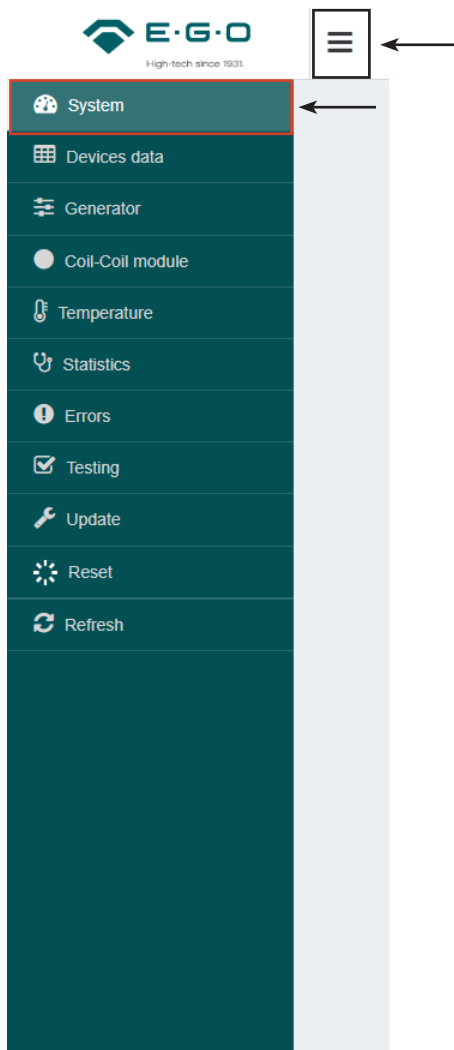 E·G·O
High-tech since 1931.
System
Devices data
Generator
Coil-Coil module
Temperature
Statistics
Errors
Testing
Update
Reset
Refresh